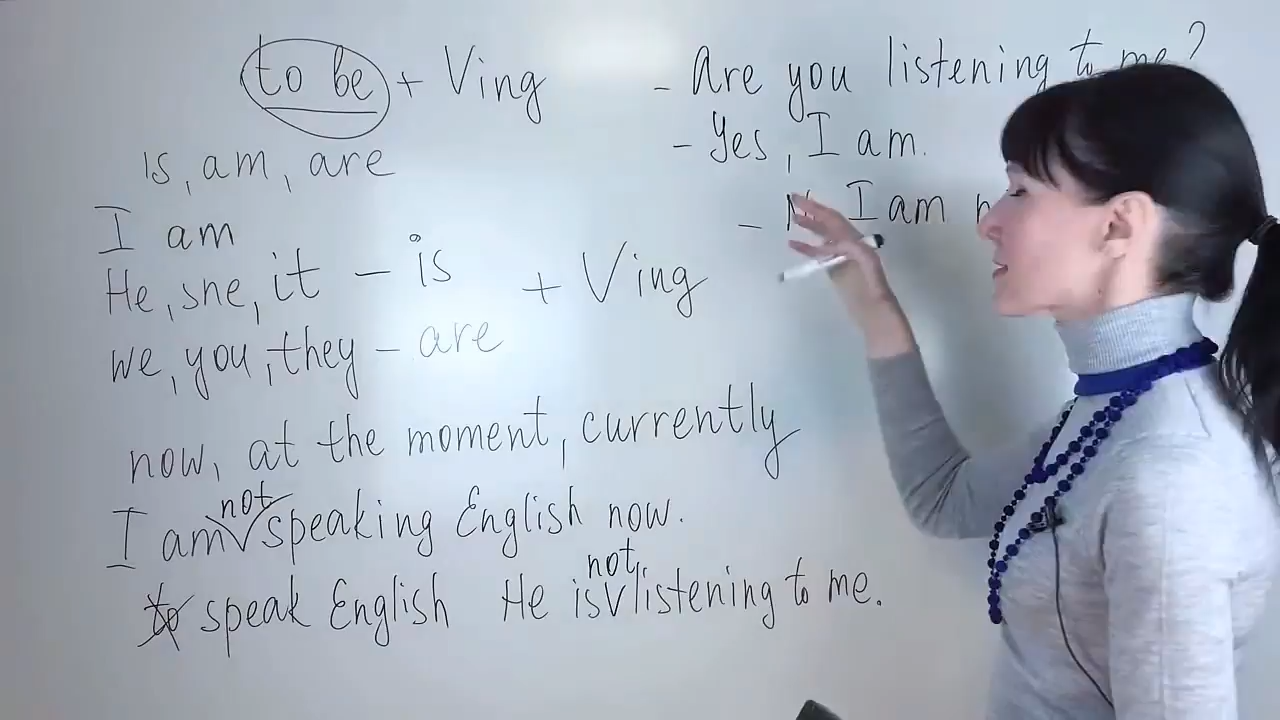 to be + Ving
is, am, are
I am
He, she, it – is
+ Ving
we, you, they – are
now, at the moment, currently
not
I am V speaking English now.
speak English
not
He is V listening to me.
- Are you listening to me?
- Yes, I am.
- I am